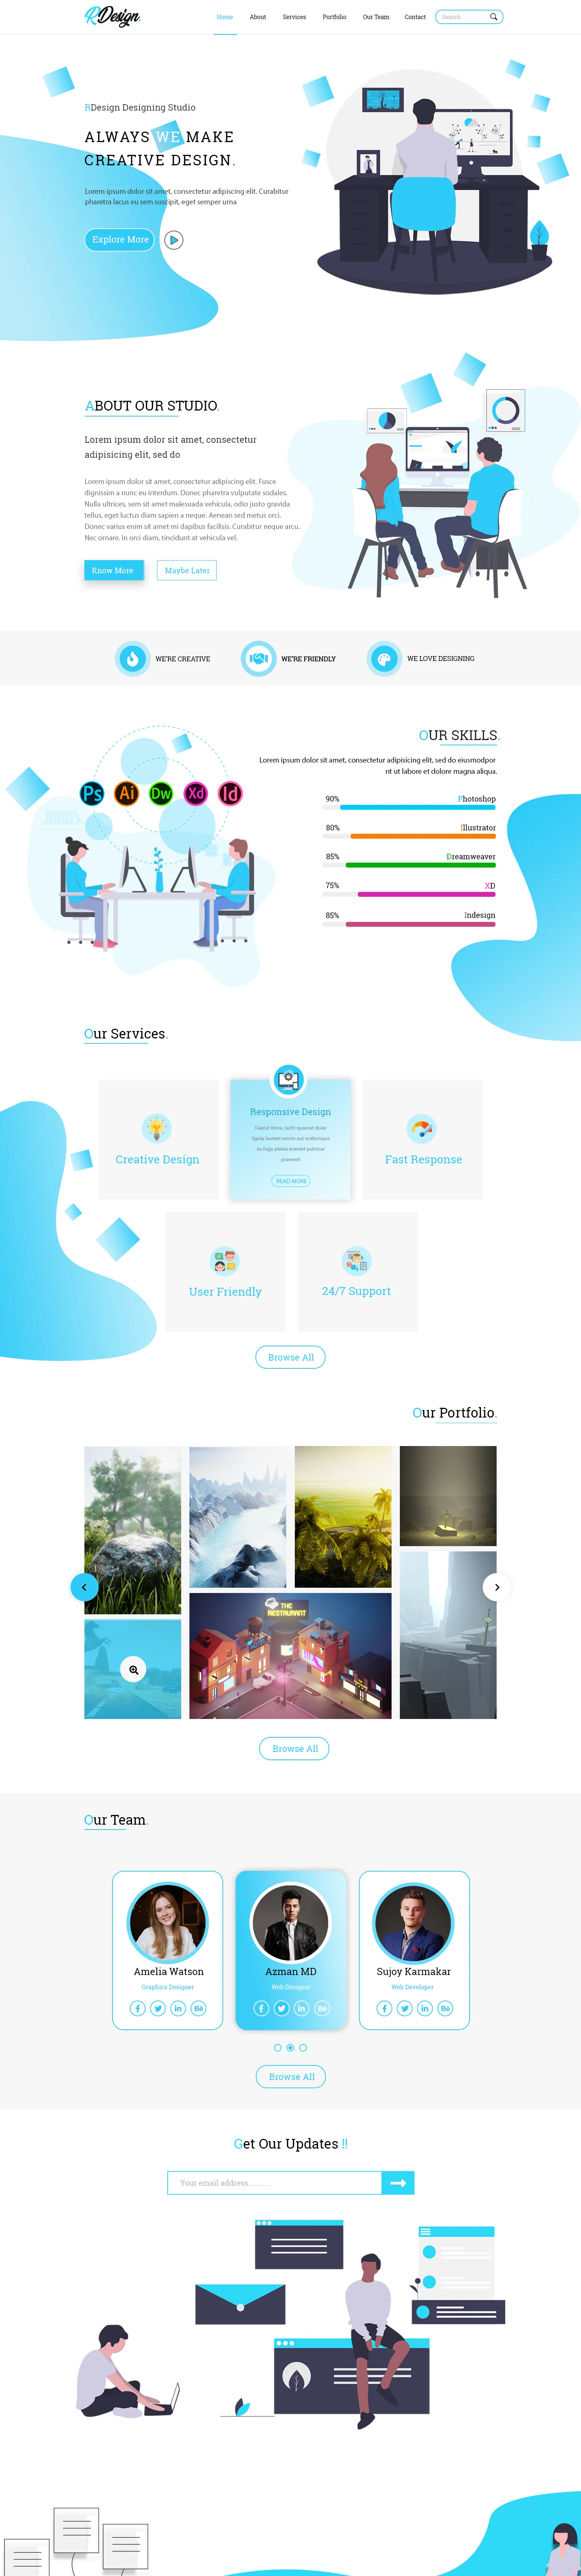 RDesign.
Home About Services Portfolio Our Team Contact Search
RDesign Designing Studio
ALWAYS WE MAKE
CREATIVE DESIGN.
Lorem ipsum dolor sit amet, consectetur adipiscing elit. Curabitur
pharetra lacus eu sem suscipit, eget semper urna
Explore More
ABOUT OUR STUDIO.
Lorem ipsum dolor sit amet, consectetur
adipisicing elit, sed do
Lorem ipsum dolor sit amet, consectetur adipiscing elit. Fusce
dignissim a nunc eu interdum. Donec pharetra vulputate sodales.
Nulla ultrices, sem sit amet malesuada vehicula, odio justo gravida
tellus, eget luctus diam sapien a neque. Aenean sed metus orci.
Donec varius enim sit amet mi dapibus facilisis. Curabitur neque arcu.
Nec ornare. In orci diam, tincidunt at vehicula vel.
Know More
Maybe Later
WE'RE CREATIVE
WE'RE FRIENDLY
WE LOVE DESIGNING
OUR SKILLS.
Lorem ipsum dolor sit amet, consectetur adipisicing elit, sed do eiusmodpor
nt ut labore et dolore magna aliqua.
Ps Ai Dw Xd Id
90% Photoshop
80% Illustrator
85% Dreamweaver
75% XD
85% Indesign
Our Services.
Creative Design
Responsive Design
READ MORE
Fast Response
User Friendly
24/7 Support
Browse All
Our Portfolio.
THE
RESTAURANT
Browse All
Our Team.
Amelia Watson
Graphics Designer
Azman MD
Web Designer
Sujoy Karmakar
Web Developer
Browse All
Get Our Updates !!
Your email address............